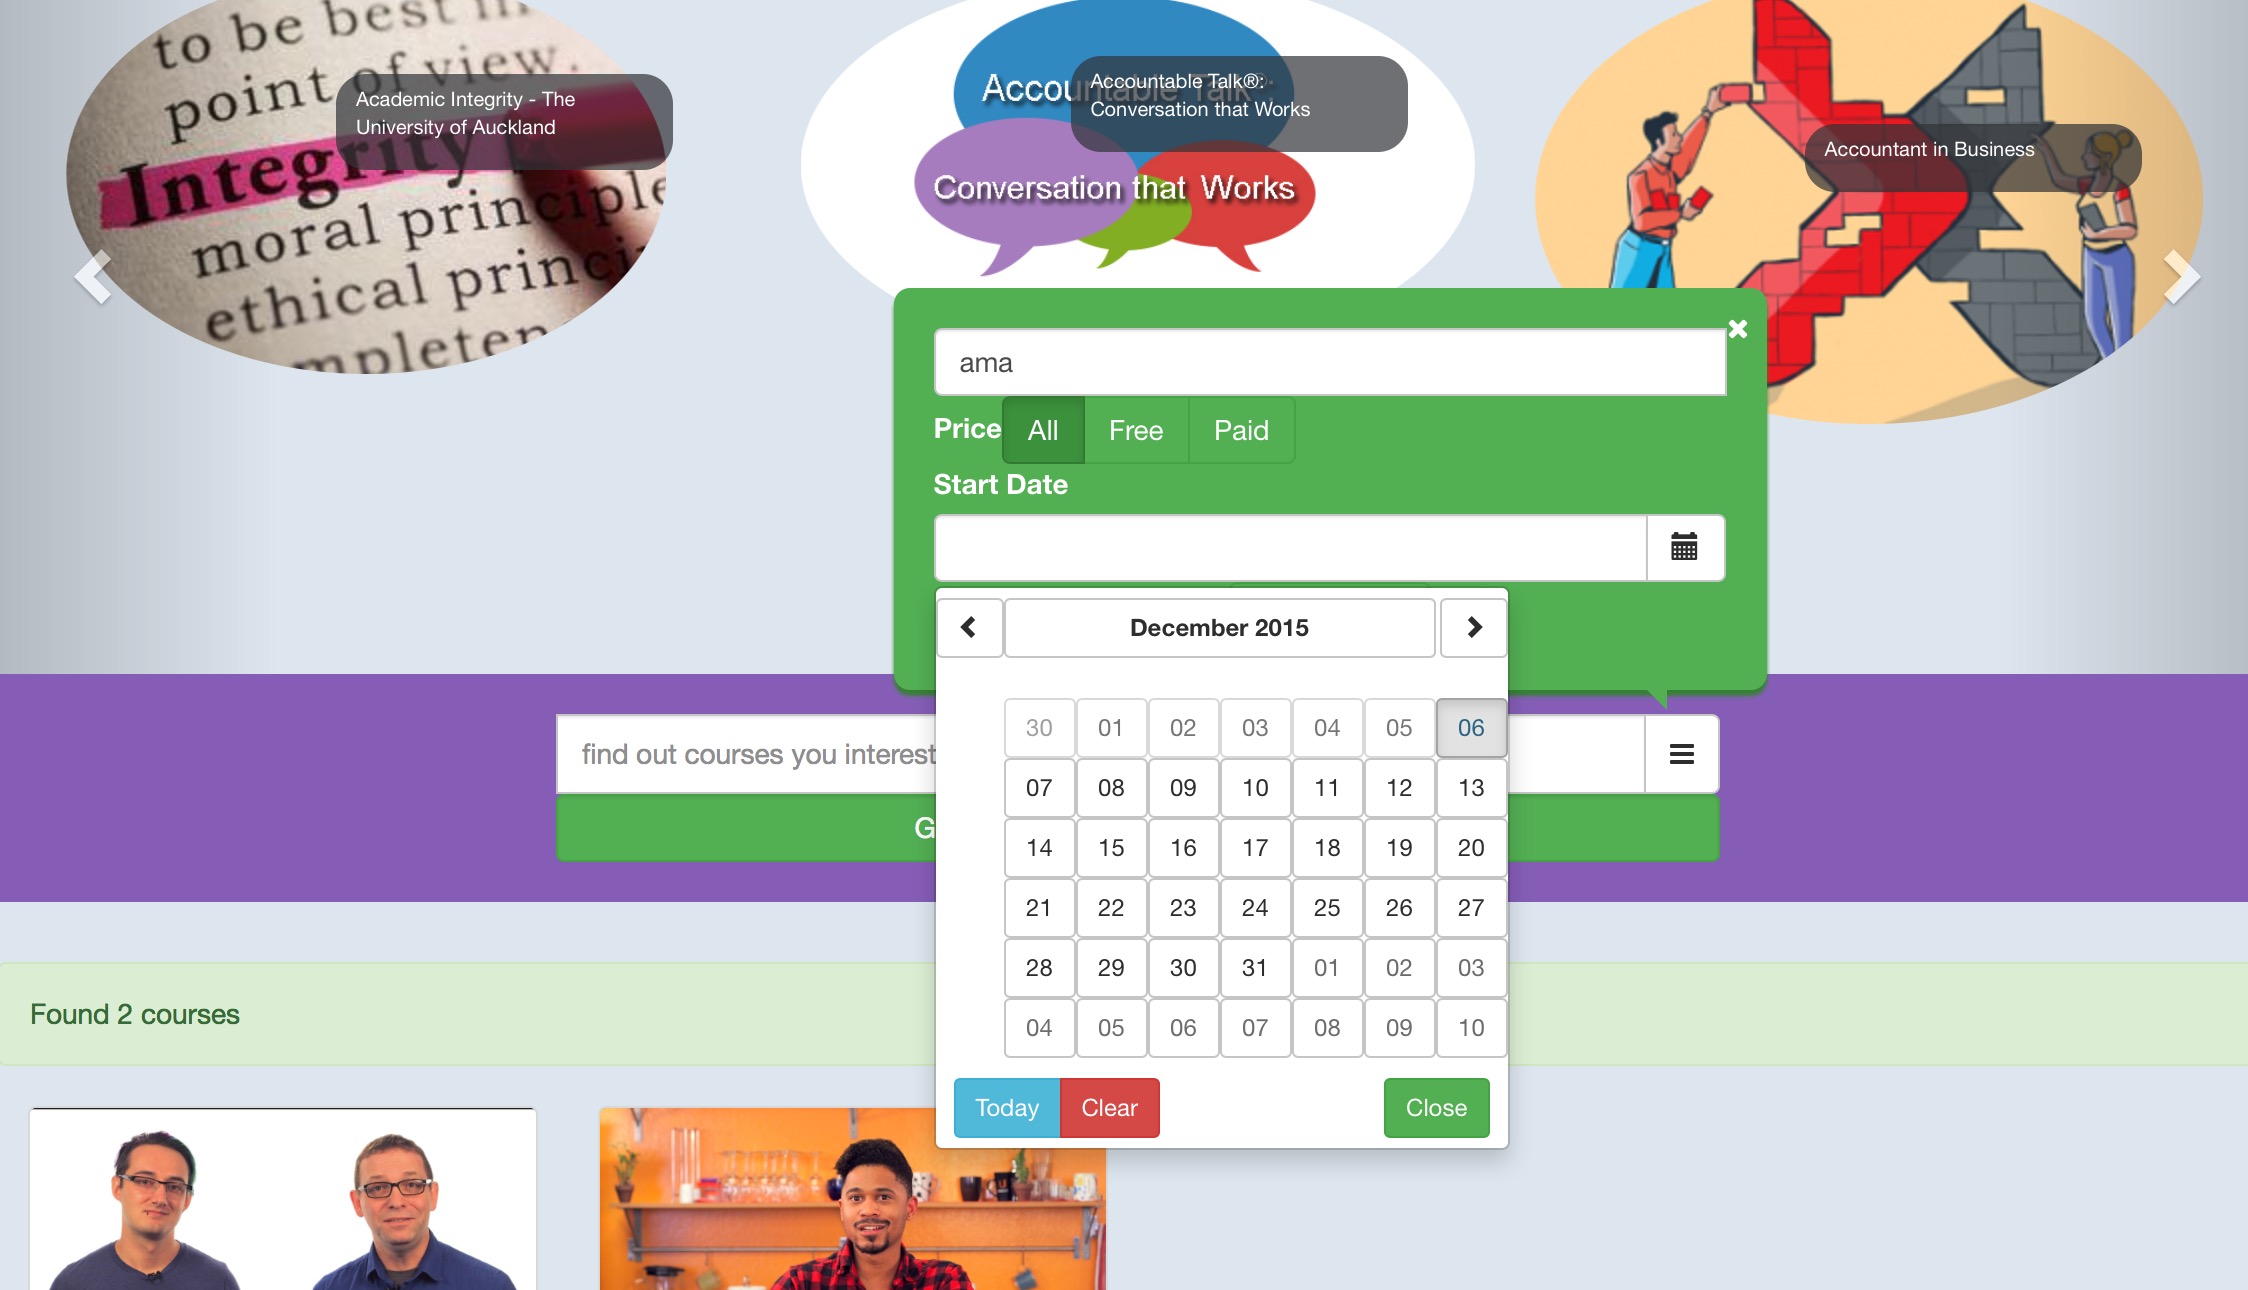 to be best in
point of view.
Integrity
moral principle
ethical princi
mpleten
Academic Integrity - The
University of Auckland
Accountable Talk®:
Conversation that Works
Accountable Talk®:
Conversation that Works
Accountant in Business
ama
Price All Free Paid
Start Date
December 2015
30 01 02 03 04 05 06
07 08 09 10 11 12 13
14 15 16 17 18 19 20
21 22 23 24 25 26 27
28 29 30 31 01 02 03
04 05 06 07 08 09 10
Today Clear Close
find out courses you interest
G
Found 2 courses